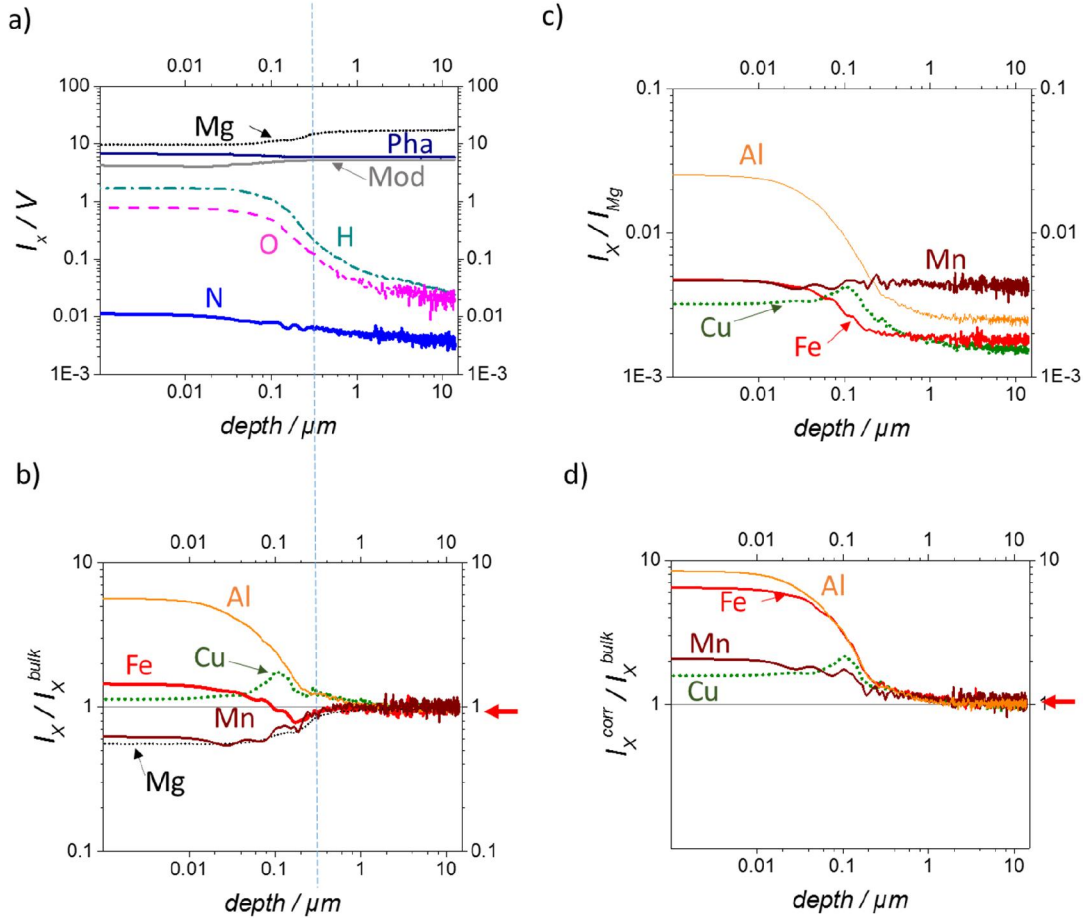 a)
0.01 0.1 1 10
100 100
10 10
1 1
0.1 0.1
0.01 0.01
1E-3 1E-3
Mg
Pha
Mod
H
O
N
I_x / V
0.01 0.1 1 10
depth / µm
c)
0.01 0.1 1 10
0.1 0.1
0.01 0.01
1E-3 1E-3
Al
Mn
Cu
Fe
I_X / I_Mg
0.01 0.1 1 10
depth / µm
b)
0.01 0.1 1 10
10 10
1 1
0.1 0.1
Al
Cu
Fe
Mn
Mg
I_X / I_X^bulk
0.01 0.1 1 10
depth / µm
d)
0.01 0.1 1 10
10 10
1 1
Al
Fe
Mn
Cu
I_X^corr / I_X^bulk
0.01 0.1 1 10
depth / µm